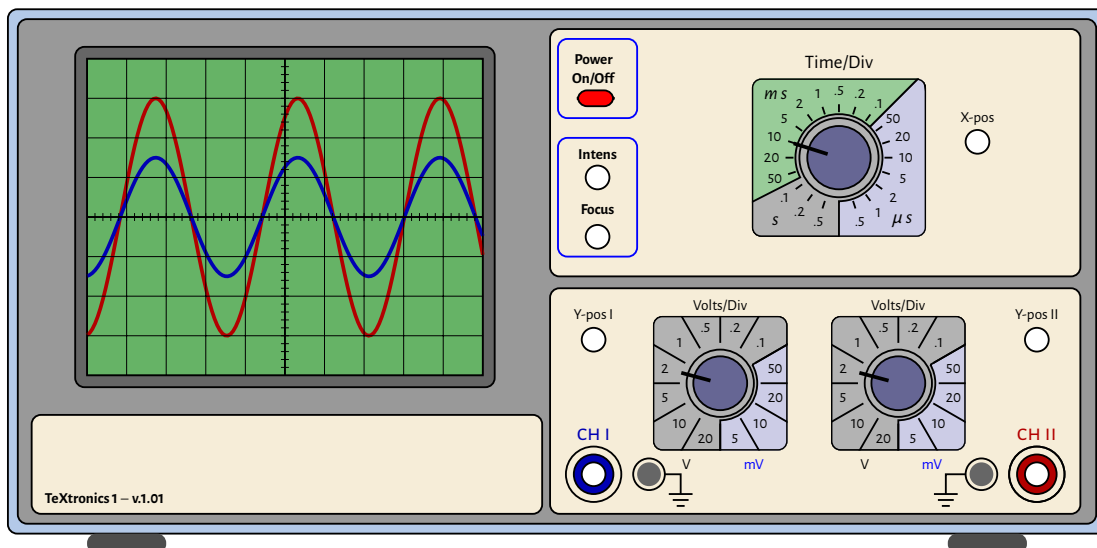 Power
On/Off
Intens
Focus
Time/Div
ms
.5
1
.2
2
.1
5
50
10
20
20
10
50
5
.1
2
.2
.5
.5
1
s
µs
X-pos
Y-pos I
Volts/Div
.5
.2
1
.1
2
50
5
20
10
10
20
5
V
mV
CH I
Volts/Div
.5
.2
1
.1
2
50
5
20
10
10
20
5
V
mV
Y-pos II
CH II
TeXtronics 1 – v.1.01